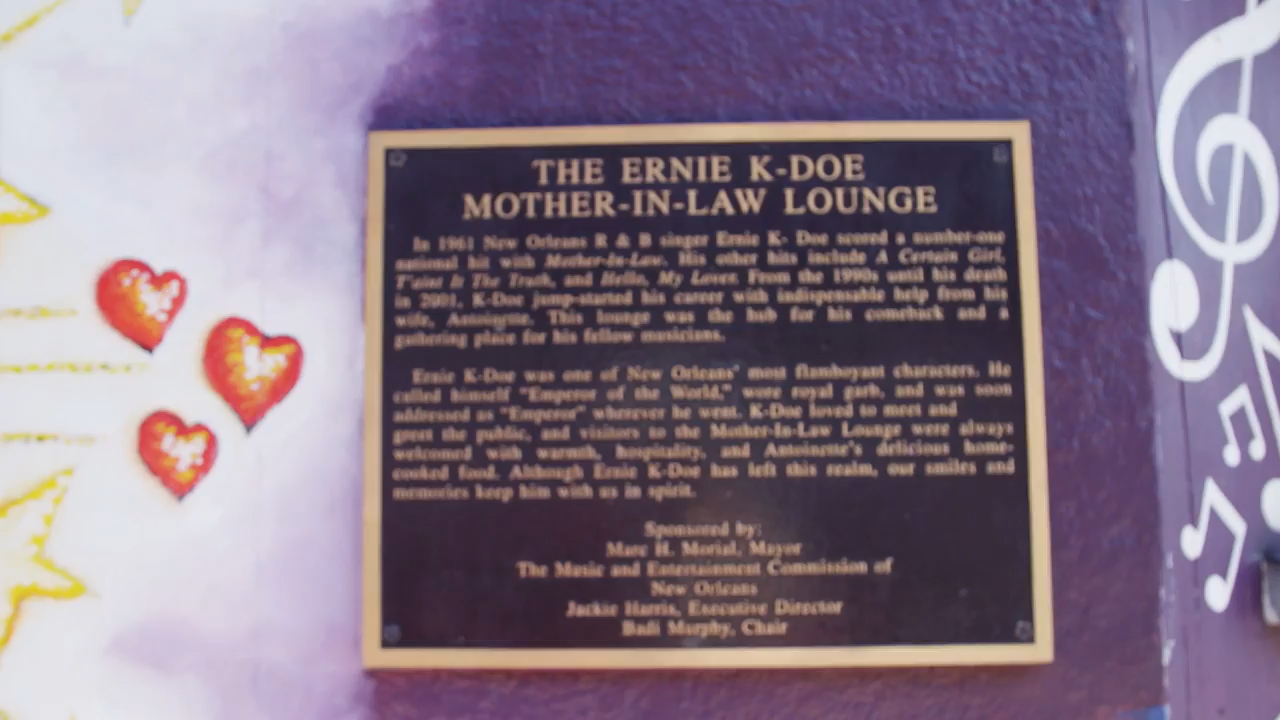 THE ERNIE K-DOE
MOTHER-IN-LAW LOUNGE
In 1961 New Orleans R & B singer Ernie K- Doe scored a number-one
national hit with Mother-In-Law. His other hits include A Certain Girl,
T'aint It The Truth, and Hello, My Lover. From the 1990s until his death
in 2001, K-Doe jump-started his career with indispensable help from his
wife, Antoinette. This lounge was the hub for his comeback and a
gathering place for his fellow musicians.
Ernie K-Doe was one of New Orleans' most flamboyant characters. He
called himself "Emperor of the World," wore royal garb, and was soon
addressed as "Emperor" wherever he went. K-Doe loved to meet and
greet the public, and visitors to the Mother-In-Law Lounge were always
welcomed with warmth, hospitality, and Antoinette's delicious home-
cooked food. Although Ernie K-Doe has left this realm, our smiles and
memories keep him with us in spirit.
Sponsored by:
Marc H. Morial, Mayor
The Music and Entertainment Commission of
New Orleans
Jackie Harris, Executive Director
Badi Murphy, Chair